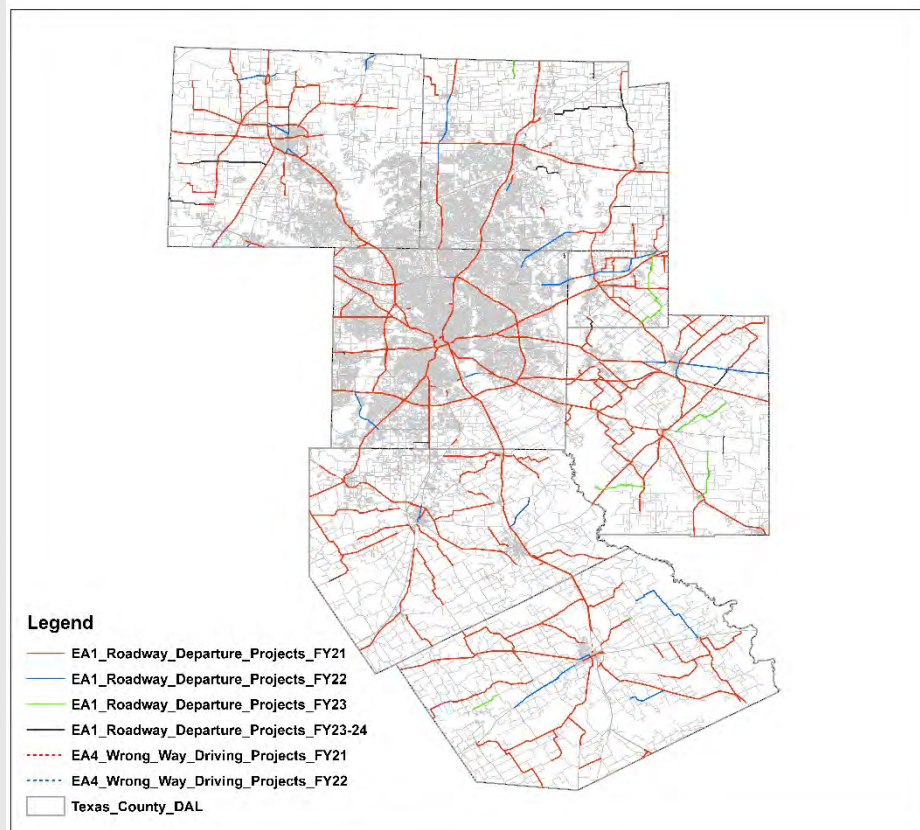 Legend
EA1_Roadway_Departure_Projects_FY21
EA1_Roadway_Departure_Projects_FY22
EA1_Roadway_Departure_Projects_FY23
EA1_Roadway_Departure_Projects_FY23-24
EA4_Wrong_Way_Driving_Projects_FY21
EA4_Wrong_Way_Driving_Projects_FY22
Texas_County_DAL